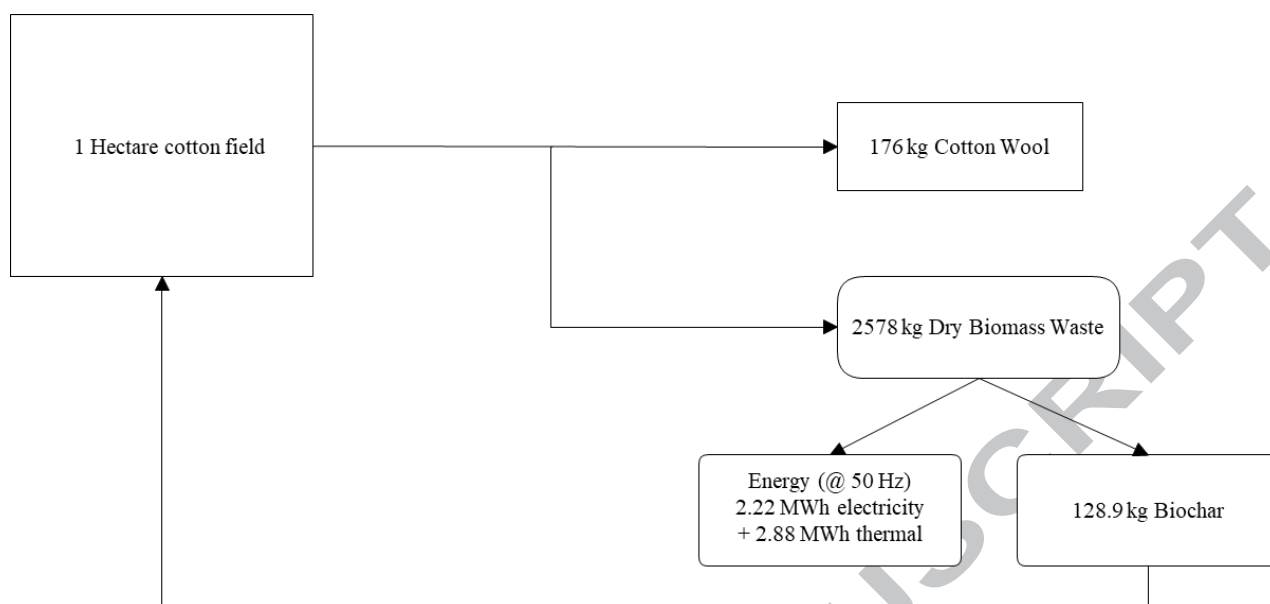 1 Hectare cotton field
176 kg Cotton Wool
2578 kg Dry Biomass Waste
Energy (@ 50 Hz)
2.22 MWh electricity
+ 2.88 MWh thermal
128.9 kg Biochar
USCRIPT